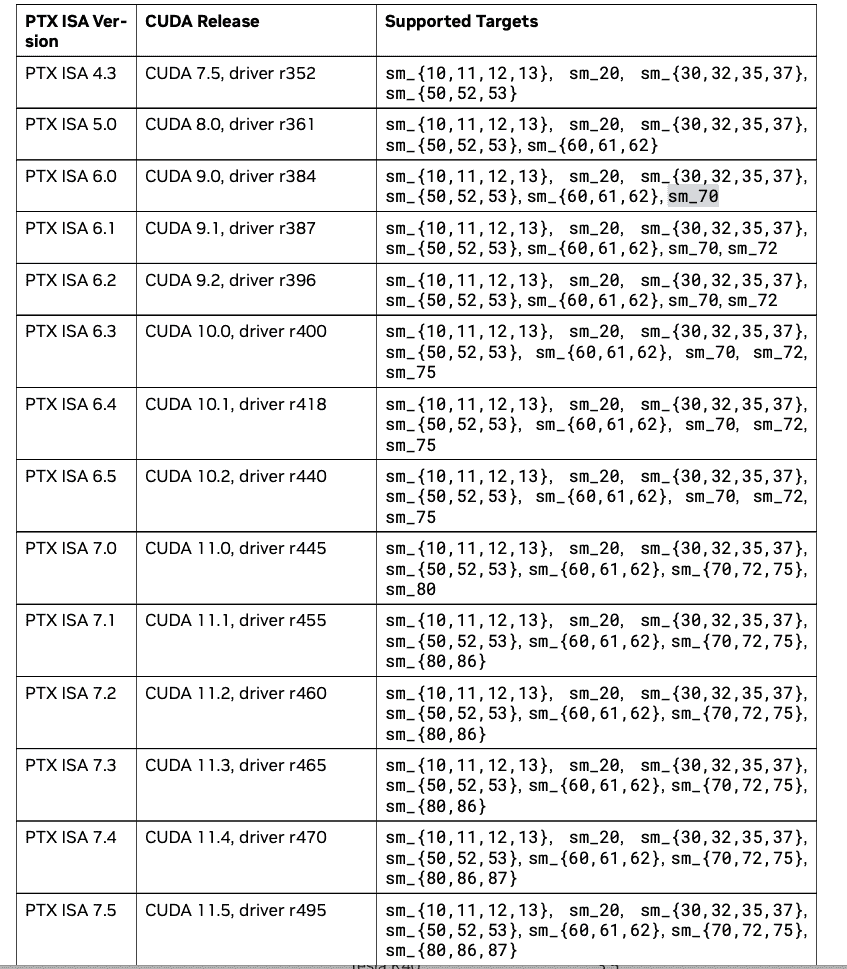 PTX ISA Ver-
sion
CUDA Release
Supported Targets
PTX ISA 4.3
CUDA 7.5, driver r352
sm_{10,11,12,13}, sm_20, sm_{30,32,35,37},
sm_{50,52,53}
PTX ISA 5.0
CUDA 8.0, driver r361
sm_{10,11,12,13}, sm_20, sm_{30,32,35,37},
sm_{50,52,53}, sm_{60,61,62}
PTX ISA 6.0
CUDA 9.0, driver r384
sm_{10,11,12,13}, sm_20, sm_{30,32,35,37},
sm_{50,52,53}, sm_{60,61,62}, sm_70
PTX ISA 6.1
CUDA 9.1, driver r387
sm_{10,11,12,13}, sm_20, sm_{30,32,35,37},
sm_{50,52,53}, sm_{60,61,62}, sm_70, sm_72
PTX ISA 6.2
CUDA 9.2, driver r396
sm_{10,11,12,13}, sm_20, sm_{30,32,35,37},
sm_{50,52,53}, sm_{60,61,62}, sm_70, sm_72
PTX ISA 6.3
CUDA 10.0, driver r400
sm_{10,11,12,13}, sm_20, sm_{30,32,35,37},
sm_{50,52,53}, sm_{60,61,62}, sm_70, sm_72,
sm_75
PTX ISA 6.4
CUDA 10.1, driver r418
sm_{10,11,12,13}, sm_20, sm_{30,32,35,37},
sm_{50,52,53}, sm_{60,61,62}, sm_70, sm_72,
sm_75
PTX ISA 6.5
CUDA 10.2, driver r440
sm_{10,11,12,13}, sm_20, sm_{30,32,35,37},
sm_{50,52,53}, sm_{60,61,62}, sm_70, sm_72,
sm_75
PTX ISA 7.0
CUDA 11.0, driver r445
sm_{10,11,12,13}, sm_20, sm_{30,32,35,37},
sm_{50,52,53}, sm_{60,61,62}, sm_{70,72,75},
sm_80
PTX ISA 7.1
CUDA 11.1, driver r455
sm_{10,11,12,13}, sm_20, sm_{30,32,35,37},
sm_{50,52,53}, sm_{60,61,62}, sm_{70,72,75},
sm_{80,86}
PTX ISA 7.2
CUDA 11.2, driver r460
sm_{10,11,12,13}, sm_20, sm_{30,32,35,37},
sm_{50,52,53}, sm_{60,61,62}, sm_{70,72,75},
sm_{80,86}
PTX ISA 7.3
CUDA 11.3, driver r465
sm_{10,11,12,13}, sm_20, sm_{30,32,35,37},
sm_{50,52,53}, sm_{60,61,62}, sm_{70,72,75},
sm_{80,86}
PTX ISA 7.4
CUDA 11.4, driver r470
sm_{10,11,12,13}, sm_20, sm_{30,32,35,37},
sm_{50,52,53}, sm_{60,61,62}, sm_{70,72,75},
sm_{80,86,87}
PTX ISA 7.5
CUDA 11.5, driver r495
sm_{10,11,12,13}, sm_20, sm_{30,32,35,37},
sm_{50,52,53}, sm_{60,61,62}, sm_{70,72,75},
sm_{80,86,87}